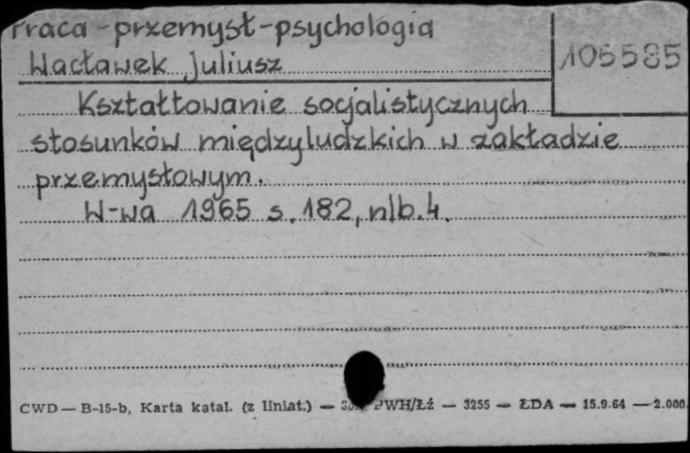 Praca-przemysł-psychologia
Wacławek Juliusz
105585
Kształtowanie socjalistycznych
stosunków międzyludzkich w zakładzie
przemysłowym.
W-wa 1965 s. 182, nlb. 4.
CWD — B-15-b, Karta katal. (z liniat.) — PWH/Łż — 3255 — ŁDA — 15.9.64 — 2.000.